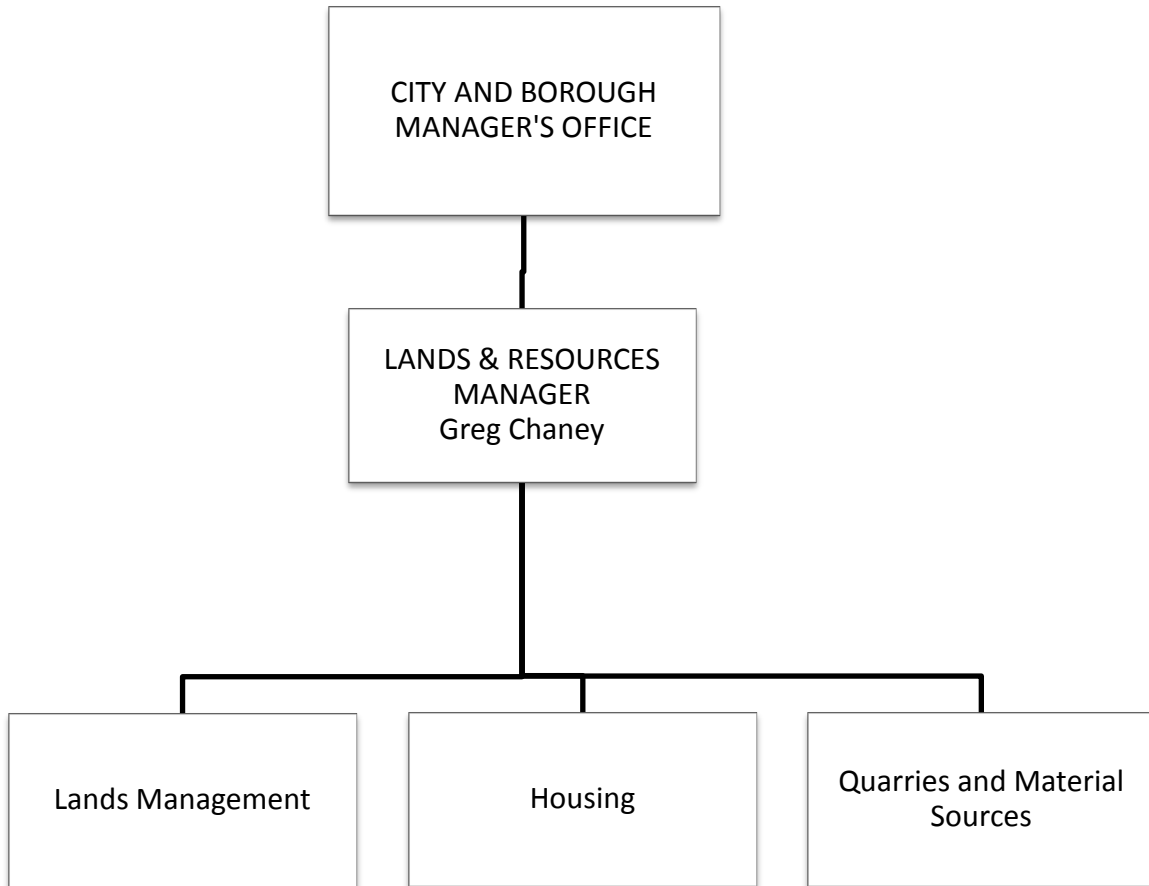 CITY AND BOROUGH
MANAGER'S OFFICE
LANDS & RESOURCES
MANAGER
Greg Chaney
Lands Management
Housing
Quarries and Material
Sources